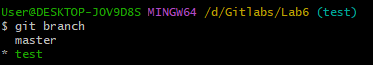 User@DESKTOP-JOV9D8S MINGW64 /d/Gitlabs/Lab6 (test)
$ git branch
  master
* test